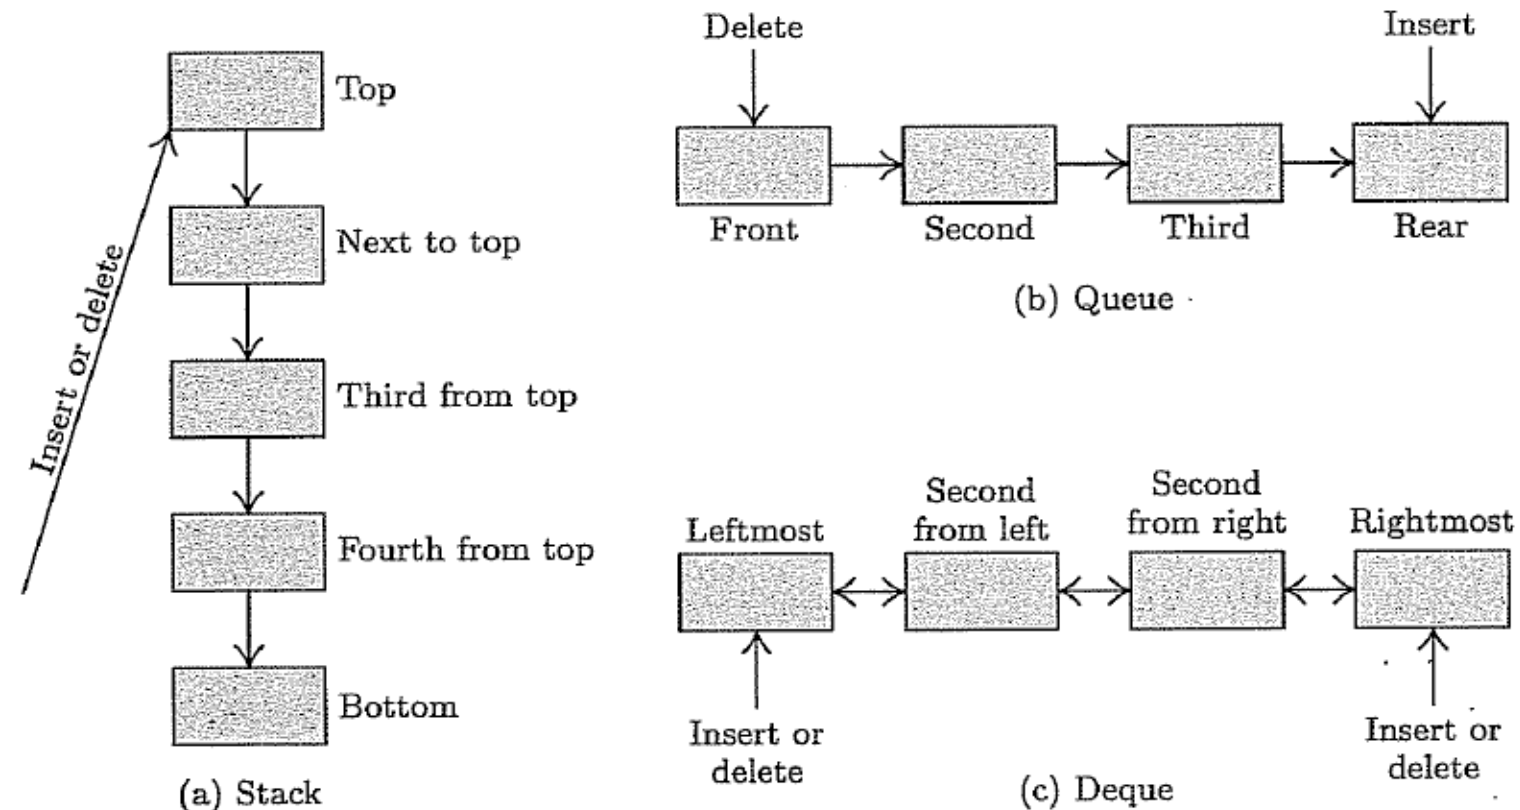 Top
Next to top
Third from top
Fourth from top
Bottom
Insert or delete
(a) Stack
Delete
Insert
Front
Second
Third
Rear
(b) Queue
Leftmost
Second
from left
Second
from right
Rightmost
Insert or
delete
Insert or
delete
(c) Deque